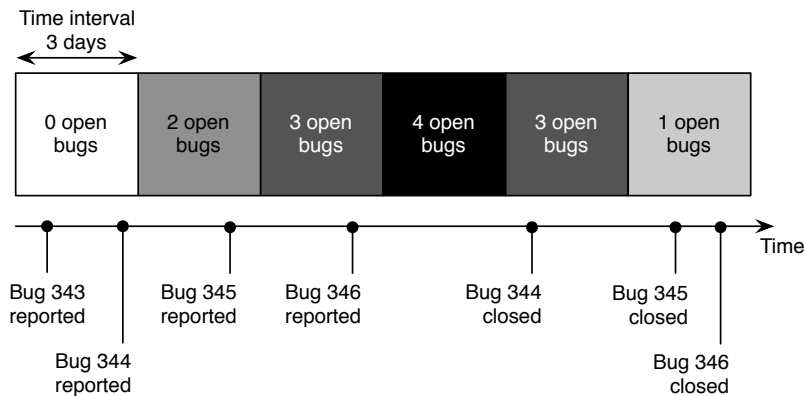 Time interval
3 days
0 open
bugs
2 open
bugs
3 open
bugs
4 open
bugs
3 open
bugs
1 open
bugs
Time
Bug 343
reported
Bug 344
reported
Bug 345
reported
Bug 346
reported
Bug 344
closed
Bug 345
closed
Bug 346
closed